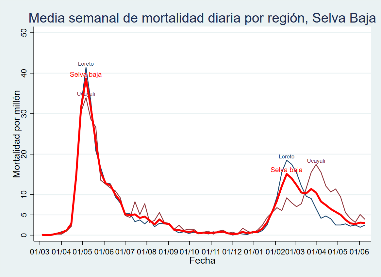 Media semanal de mortalidad diaria por región, Selva Baja
Mortalidad por millón
60
40
30
20
10
0
Loreto
Selva baja
Ucayali
Loreto
Selva baja
Ucayali
01/03 01/04 01/05 01/06 01/07 01/08 01/09 01/10 01/11 01/12 01/01 01/02 01/03 01/04 01/05 01/06
Fecha